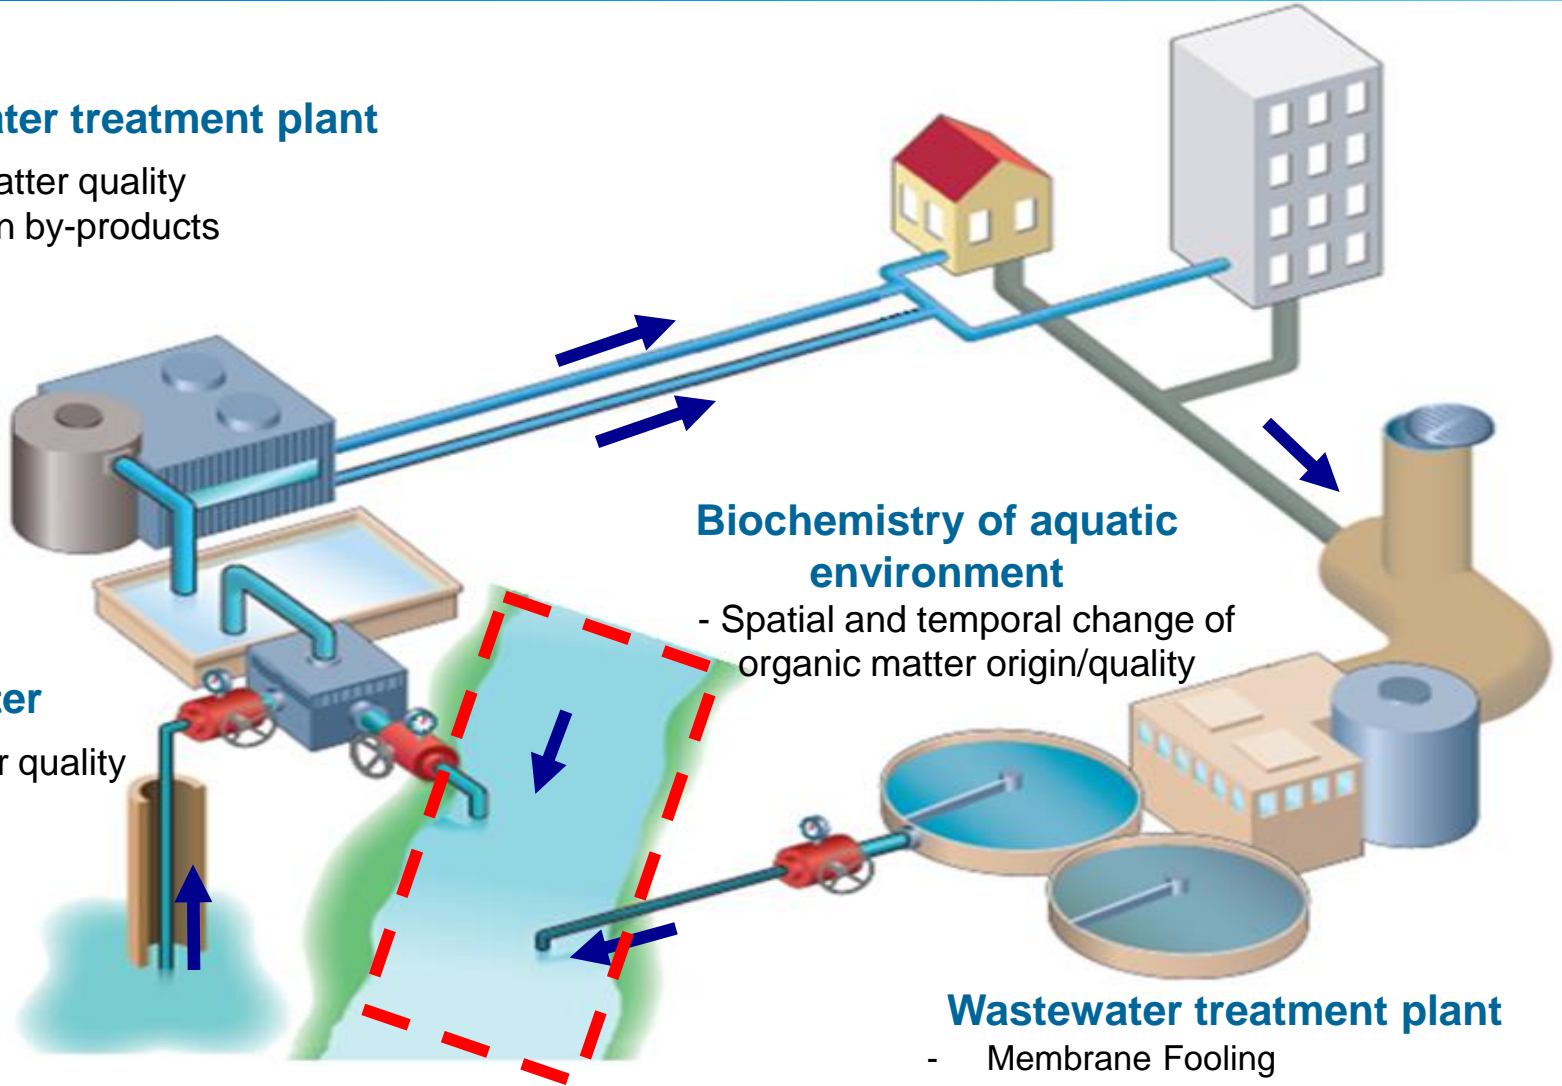 ater treatment plant
atter quality
n by-products
Biochemistry of aquatic
environment
- Spatial and temporal change of
organic matter origin/quality
ter
r quality
Wastewater treatment plant
- Membrane Fooling